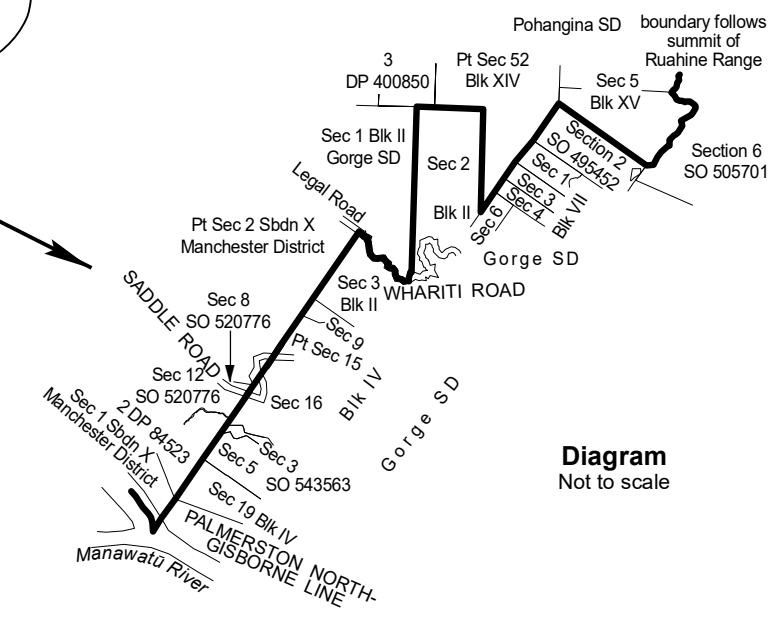 Pohangina SD
boundary follows
summit of
Ruahine Range
3
DP 400850
Pt Sec 52
Blk XIV
Sec 5
Blk XV
Sec 1 Blk II
Gorge SD
Sec 2
Blk II
Section 2
SO 495452
Section 6
SO 505701
Sec 1
Sec 3
Sec 4
Sec 6
Blk VII
Gorge SD
Legal Road
Pt Sec 2 Sbdn X
Manchester District
WHARITI ROAD
Sec 3
Blk II
SADDLE ROAD
Sec 8
SO 520776
Sec 9
Pt Sec 15
Blk IV
Gorge SD
Sec 12
SO 520776
Sec 16
Sec 1 Sbdn X
Manchester District
2 DP 84523
Sec 3
SO 543563
Sec 5
Sec 19 Blk IV
PALMERSTON NORTH-
GISBORNE LINE
Manawatū River
Diagram
Not to scale